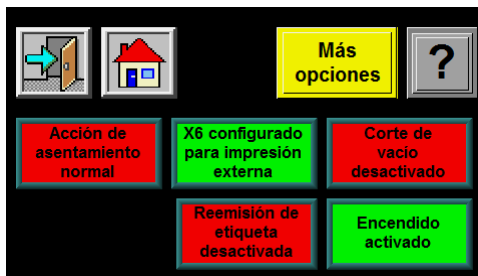 Más
opciones
?
Acción de
asentamiento
normal
X6 configurado
para impresión
externa
Corte de
vacío
desactivado
Reemisión de
etiqueta
desactivada
Encendido
activado